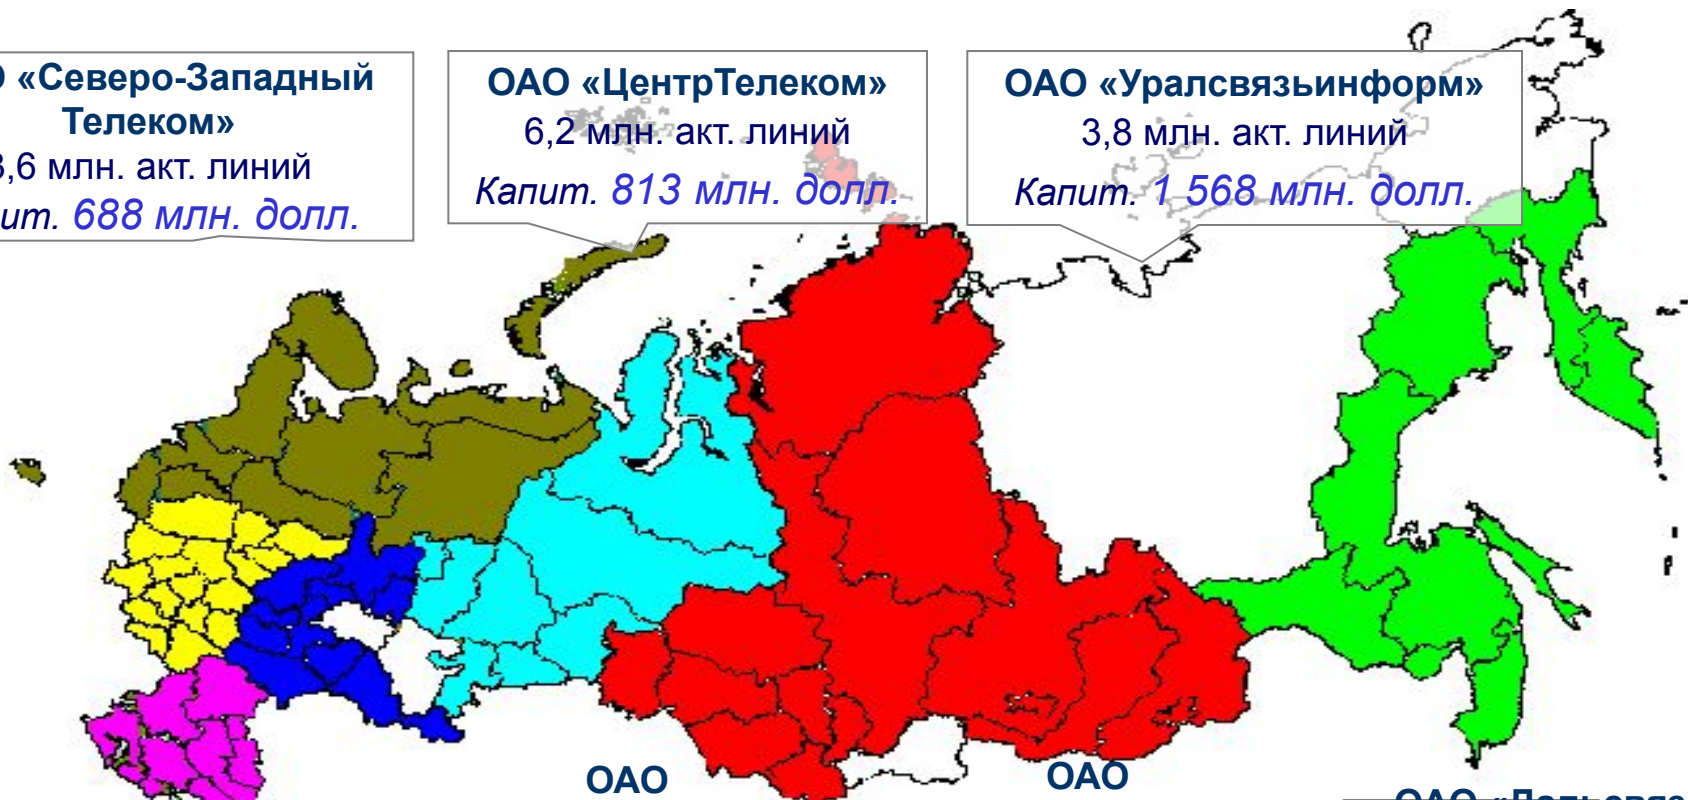 «Северо-Западный
Телеком»
,6 млн. акт. линий
688 млн. долл.
ОАО «ЦентрТелеком»
6,2 млн. акт. линий
Капит. 813 млн. долл.
ОАО «Уралсвязьинформ»
3,8 млн. акт. линий
Капит. 1 568 млн. долл.
ОАО
ОАО
ОАО